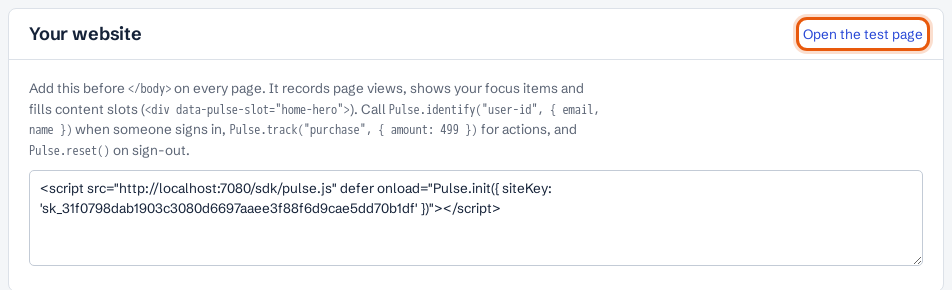 Your website
Open the test page
Add this before </body> on every page. It records page views, shows your focus items and
fills content slots (<div data-pulse-slot="home-hero">). Call Pulse.identify("user-id", { email,
name }) when someone signs in, Pulse.track("purchase", { amount: 499 }) for actions, and
Pulse.reset() on sign-out.
<script src="http://localhost:7080/sdk/pulse.js" defer onload="Pulse.init({ siteKey:
'sk_31f0798dab1903c3080d6697aaee3f88f6d9cae5dd70b1df' })"></script>